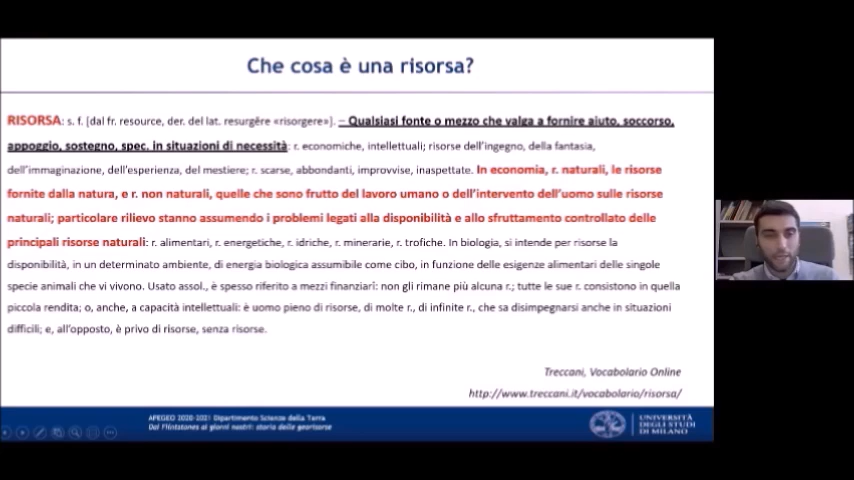 Che cosa è una risorsa?
RISORSA: s. f. [dal fr. resource, der. del lat. resurgĕre «risorgere»]. – Qualsiasi fonte o mezzo che valga a fornire aiuto, soccorso,
appoggio, sostegno, spec. in situazioni di necessità: r. economiche, intellettuali; risorse dell'ingegno, della fantasia,
dell'immaginazione, dell'esperienza, del mestiere; r. scarse, abbondanti, improvvise, inaspettate. In economia, r. naturali, le risorse
fornite dalla natura, e r. non naturali, quelle che sono frutto del lavoro umano o dell'intervento dell'uomo sulle risorse
naturali; particolare rilievo stanno assumendo i problemi legati alla disponibilità e allo sfruttamento controllato delle
principali risorse naturali: r. alimentari, r. energetiche, r. idriche, r. minerarie, r. trofiche. In biologia, si intende per risorse la
disponibilità, in un determinato ambiente, di energia biologica assumibile come cibo, in funzione delle esigenze alimentari delle singole
specie animali che vi vivono. Usato assol., è spesso riferito a mezzi finanziarî: non gli rimane più alcuna r.; tutte le sue r. consistono in quella
piccola rendita; o, anche, a capacità intellettuali: è uomo pieno di risorse, di molte r., di infinite r., che sa disimpegnarsi anche in situazioni
difficili; e, all'opposto, è privo di risorse, senza risorse.
Treccani, Vocabolario Online
http://www.treccani.it/vocabolario/risorsa/
APEGEO 2020-2021 Dipartimento Scienze della Terra
Dai Flintstones ai giorni nostri: storia delle georisorse
UNIVERSITÀ
DEGLI STUDI
DI MILANO